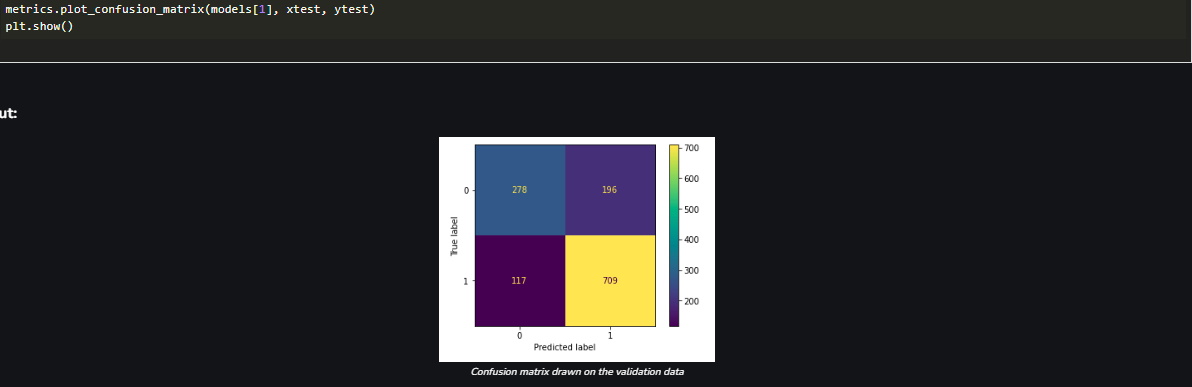 metrics.plot_confusion_matrix(models[1], xtest, ytest)
plt.show()
ut:
700
600
500
400
300
200
0
278
196
True label
1
117
709
0
1
Predicted label
Confusion matrix drawn on the validation data